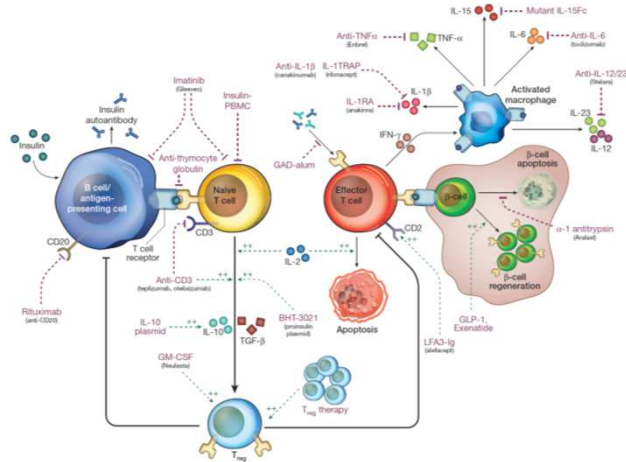 IL-15
Mutant IL-15Fc
Anti-TNFα
(Enbrel)
TNF-α
IL-6
Anti-IL-6
(tocilizumab)
Anti-IL-1β
(canakinumab)
IL-1TRAP
(rilonacept)
IL-1β
IL-1RA
(anakinra)
Activated
macrophage
Anti-IL-12/23
(Stelara)
IL-23
IL-12
IFN-γ
Imatinib
(Gleevec)
Insulin-
PBMC
Insulin
autoantibody
Insulin
Anti-thymocyte
globulin
B cell/
antigen-
presenting cell
Naive
T cell
CD20
T cell
receptor
CD3
GAD-alum
Effector
T cell
CD2
β-cell
β-cell
apoptosis
α-1 antitrypsin
(Aralast)
β-cell
regeneration
++
++
++
IL-2
Anti-CD3
(teplizumab, otelixizumab)
++
++
Rituximab
(anti-CD20)
Apoptosis
BHT-3021
(proinsulin
plasmid)
IL-10
plasmid
++
IL-10
TGF-β
++
LFA3-Ig
(alefacept)
GLP-1,
Exenatide
GM-CSF
(Neulasta)
++
++
Treg therapy
Treg